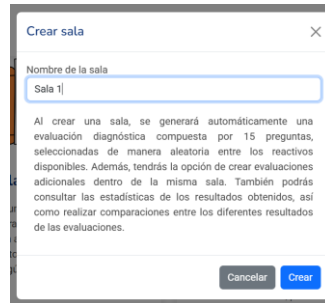 Crear sala
Nombre de la sala
Sala 1
Al crear una sala, se generará automáticamente una
evaluación diagnóstica compuesta por 15 preguntas,
seleccionadas de manera aleatoria entre los reactivos
disponibles. Además, tendrás la opción de crear evaluaciones
adicionales dentro de la misma sala. También podrás
consultar las estadísticas de los resultados obtenidos, así
como realizar comparaciones entre los diferentes resultados
de las evaluaciones.
Cancelar
Crear